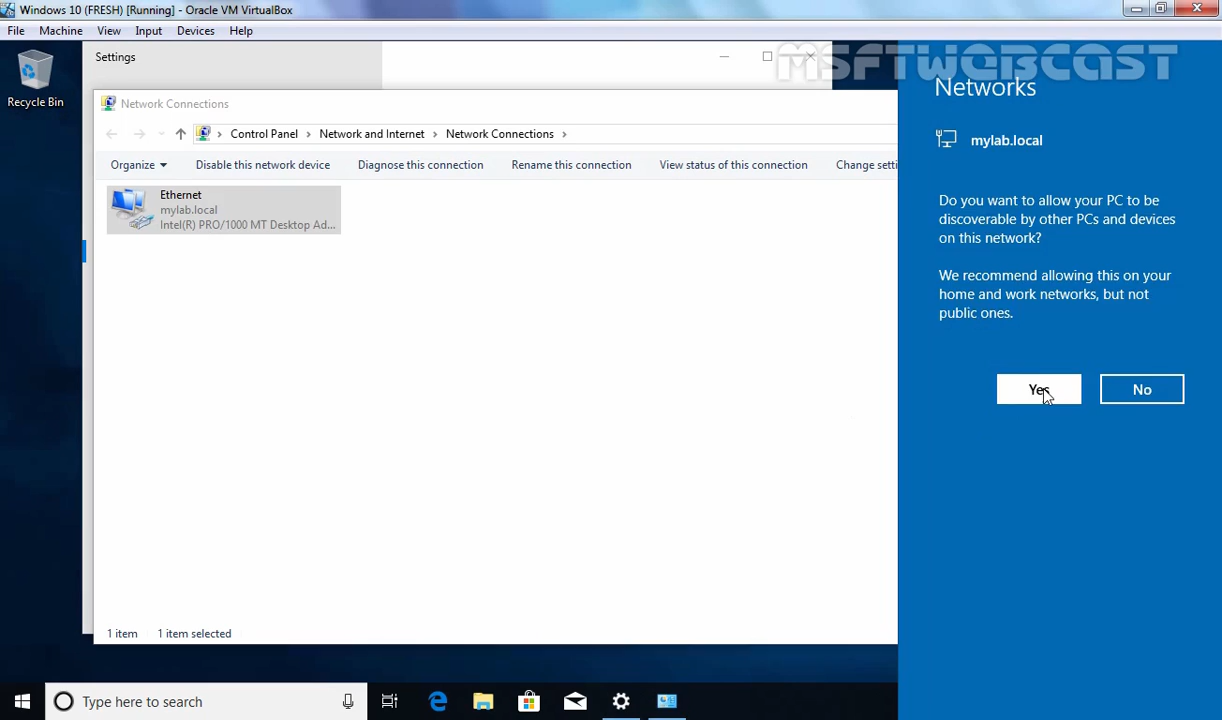 Windows 10 (FRESH) [Running] - Oracle VM VirtualBox
File Machine View Input Devices Help
MSFTWEBCAST
Settings
Recycle Bin
Network Connections
Control Panel > Network and Internet > Network Connections >
Organize Disable this network device Diagnose this connection Rename this connection View status of this connection Change setti
Ethernet
mylab.local
Intel(R) PRO/1000 MT Desktop Ad...
1 item 1 item selected
Networks
mylab.local
Do you want to allow your PC to be
discoverable by other PCs and devices
on this network?
We recommend allowing this on your
home and work networks, but not
public ones.
Yes No
Type here to search